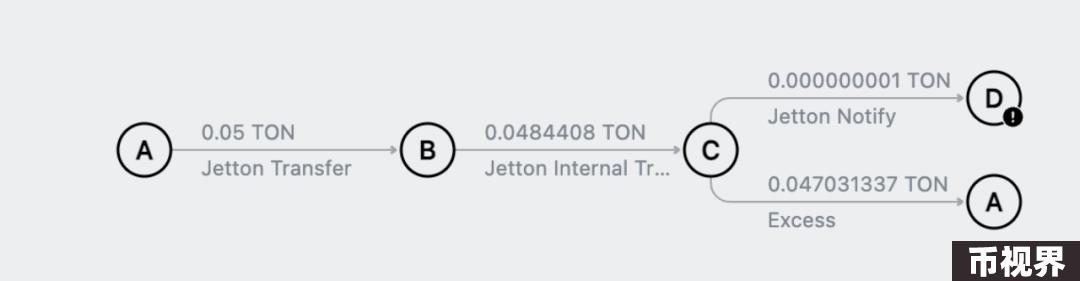 A
0.05 TON
Jetton Transfer
B
0.0484408 TON
Jetton Internal Tr...
C
0.000000001 TON
Jetton Notify
D
!
0.047031337 TON
Excess
A
币视界